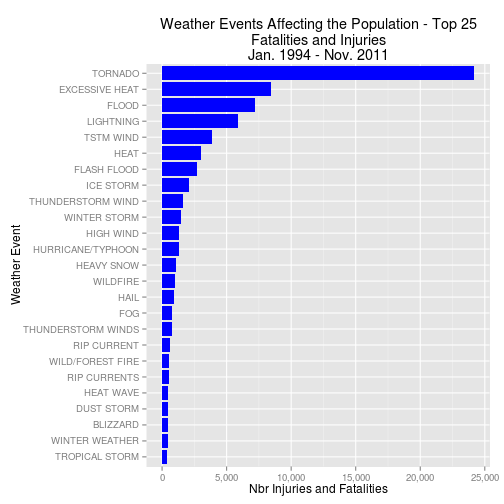 Weather Events Affecting the Population - Top 25
Fatalities and Injuries
Jan. 1994 - Nov. 2011
Weather Event
TORNADO
EXCESSIVE HEAT
FLOOD
LIGHTNING
TSTM WIND
HEAT
FLASH FLOOD
ICE STORM
THUNDERSTORM WIND
WINTER STORM
HIGH WIND
HURRICANE/TYPHOON
HEAVY SNOW
WILDFIRE
HAIL
FOG
THUNDERSTORM WINDS
RIP CURRENT
WILD/FOREST FIRE
RIP CURRENTS
HEAT WAVE
DUST STORM
BLIZZARD
WINTER WEATHER
TROPICAL STORM
0 5,000 10,000 15,000 20,000 25,000
Nbr Injuries and Fatalities